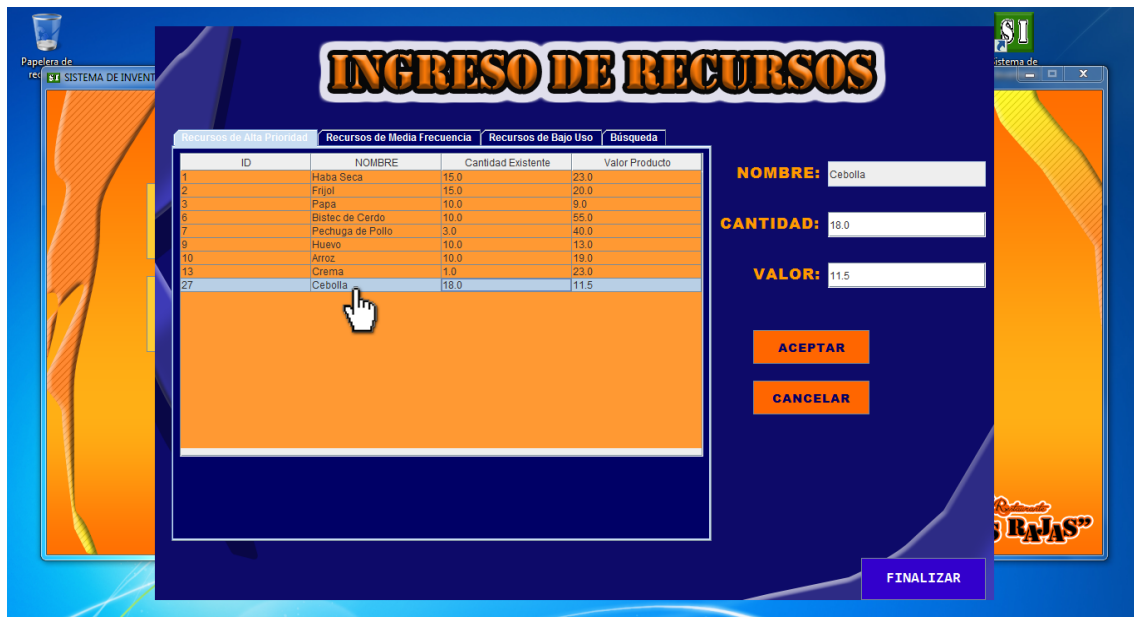 Papelera de
rec
SI SISTEMA DE INVENT
SI
Sistema de
INGRESO DE RECURSOS
Recursos de Alta Prioridad Recursos de Media Frecuencia Recursos de Bajo Uso Búsqueda
ID NOMBRE Cantidad Existente Valor Producto
1 Haba Seca 15.0 23.0
2 Frijol 15.0 20.0
3 Papa 10.0 9.0
6 Bistec de Cerdo 10.0 55.0
7 Pechuga de Pollo 3.0 40.0
9 Huevo 10.0 13.0
10 Arroz 10.0 19.0
13 Crema 1.0 23.0
27 Cebolla 18.0 11.5
NOMBRE: Cebolla
CANTIDAD: 18.0
VALOR: 11.5
ACEPTAR
CANCELAR
Restaurante
S RAJAS"
FINALIZAR